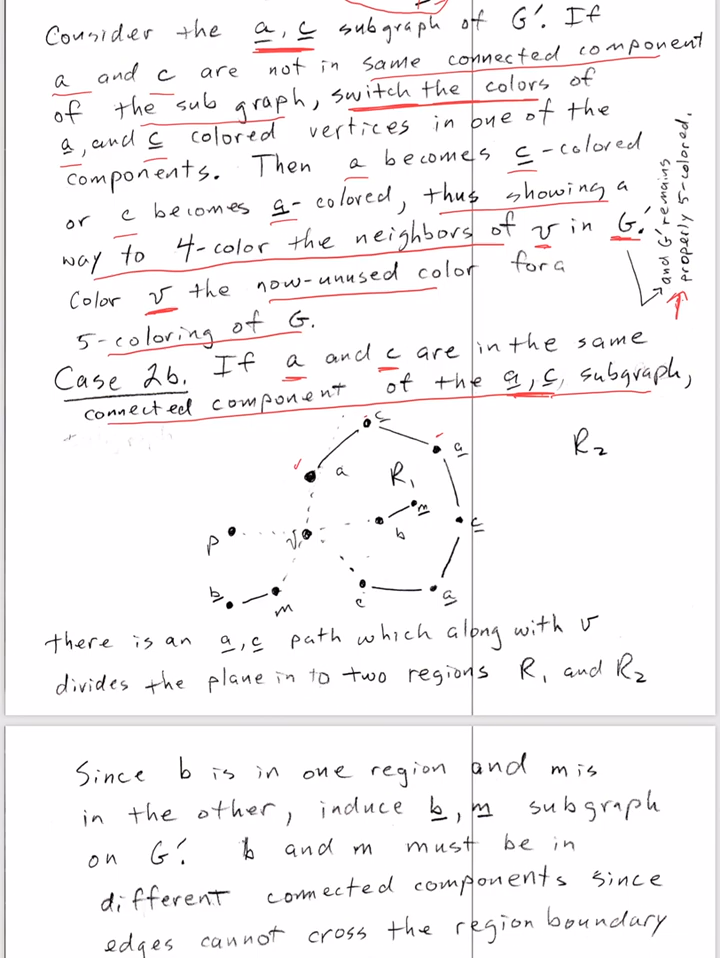 Consider the a, c subgraph of G'. If
a and c are not in same connected component
of the sub graph, switch the colors of
a, and c colored vertices in one of the
components. Then a becomes c-colored
or c becomes a-colored, thus showing a
way to 4-color the neighbors of v in G'.
and G' remains
properly 5-colored.
Color v the now-unused color for a
5-coloring of G.
Case 2b. If a and c are in the same
connected component of the a, c, subgraph,
c
a
a
R1
R2
m
b
c
p
v
b
m
c
a
there is an a, c path which along with v
divides the plane in to two regions R1 and R2
Since b is in one region and m is
in the other, induce b, m subgraph
on G'. b and m must be in
different connected components since
edges cannot cross the region boundary